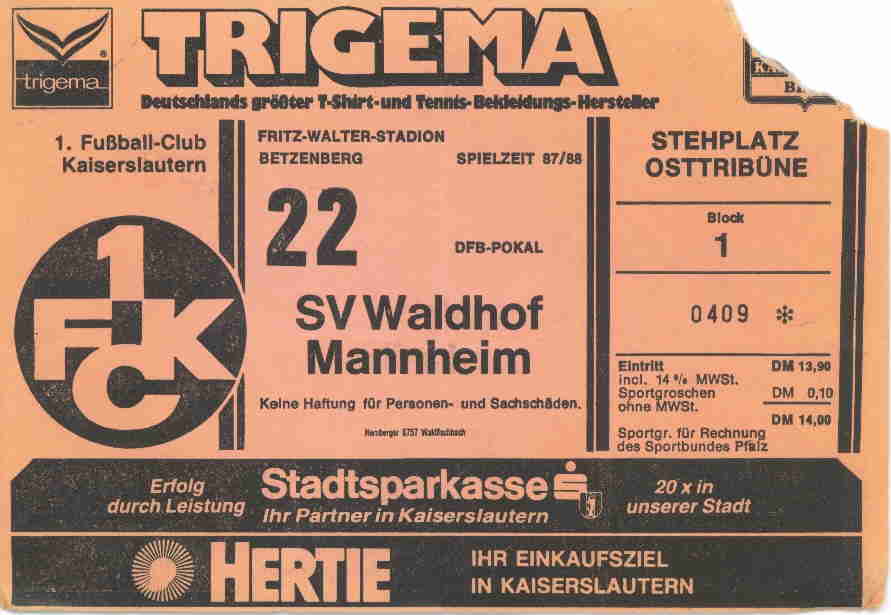 TRIGEMA
trigema
®
Deutschlands größter T-Shirt-und Tennis-Bekleidungs-Hersteller
1. Fußball-Club
Kaiserslautern
1
FCK
FRITZ-WALTER-STADION
BETZENBERG
SPIELZEIT 87/88
22
DFB-POKAL
SV Waldhof
Mannheim
Keine Haftung für Personen- und Sachschäden.
Hamberger 6757 Waldfischbach
STEHPLATZ
OSTTRIBÜNE
Block
1
0409 ✻
Eintritt DM 13,90
incl. 14 % MWSt.
Sportgroschen DM 0,10
ohne MWSt.
DM 14,00
Sportgr. für Rechnung
des Sportbundes Pfalz
Erfolg
durch Leistung
Stadtsparkasse
Ihr Partner in Kaiserslautern
20 x in
unserer Stadt
HERTIE
IHR EINKAUFSZIEL
IN KAISERSLAUTERN